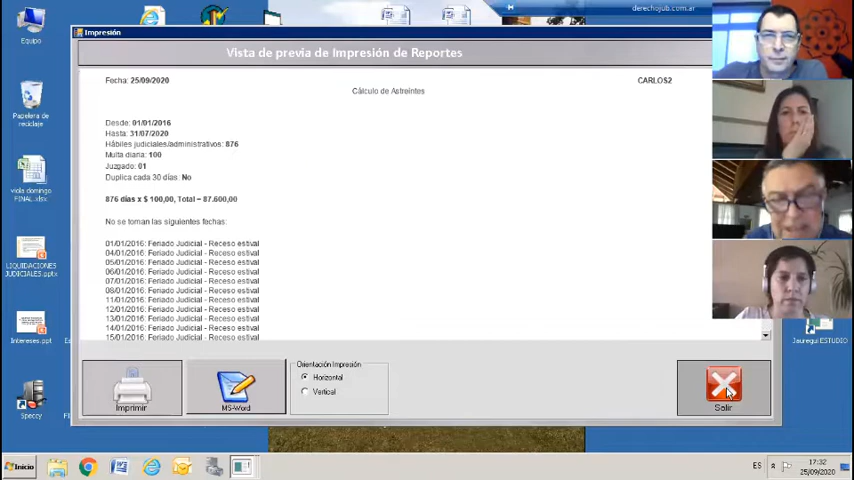 derechojub.com.ar
Equipo
Papelera de
reciclaje
viola domingo
FINAL.xlsx
LIQUIDACIONES
JUDICIALES.pptx
Intereses.ppt
Speccy
Impresión
Vista de previa de Impresión de Reportes
Fecha: 25/09/2020
CARLOS2
Cálculo de Astreintes
Desde: 01/01/2016
Hasta: 31/07/2020
Hábiles judiciales/administrativos: 876
Multa diaria: 100
Juzgado: 01
Duplica cada 30 días: No
876 días x $ 100,00, Total = 87.600,00
No se toman las siguientes fechas:
01/01/2016: Feriado Judicial - Receso estival
04/01/2016: Feriado Judicial - Receso estival
05/01/2016: Feriado Judicial - Receso estival
06/01/2016: Feriado Judicial - Receso estival
07/01/2016: Feriado Judicial - Receso estival
08/01/2016: Feriado Judicial - Receso estival
11/01/2016: Feriado Judicial - Receso estival
12/01/2016: Feriado Judicial - Receso estival
13/01/2016: Feriado Judicial - Receso estival
14/01/2016: Feriado Judicial - Receso estival
15/01/2016: Feriado Judicial - Receso estival
Imprimir
MS-Word
Orientación Impresión
Horizontal
Vertical
Salir
Jauregui ESTUDIO
Inicio
ES
17:32
25/09/2020